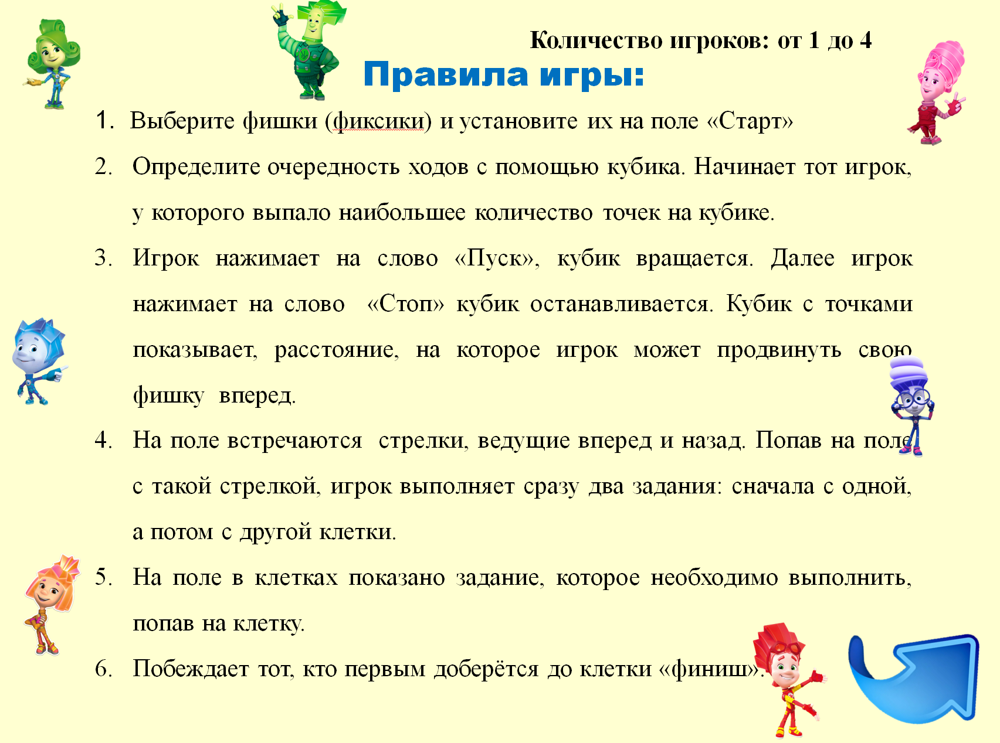 Количество игроков: от 1 до 4
Правила игры:
1. Выберите фишки (фиксики) и установите их на поле «Старт»
2. Определите очередность ходов с помощью кубика. Начинает тот игрок,
у которого выпало наибольшее количество точек на кубике.
3. Игрок нажимает на слово «Пуск», кубик вращается. Далее игрок
нажимает на слово «Стоп» кубик останавливается. Кубик с точками
показывает, расстояние, на которое игрок может продвинуть свою
фишку вперед.
4. На поле встречаются стрелки, ведущие вперед и назад. Попав на поле
с такой стрелкой, игрок выполняет сразу два задания: сначала с одной,
а потом с другой клетки.
5. На поле в клетках показано задание, которое необходимо выполнить,
попав на клетку.
6. Побеждает тот, кто первым доберётся до клетки «финиш».